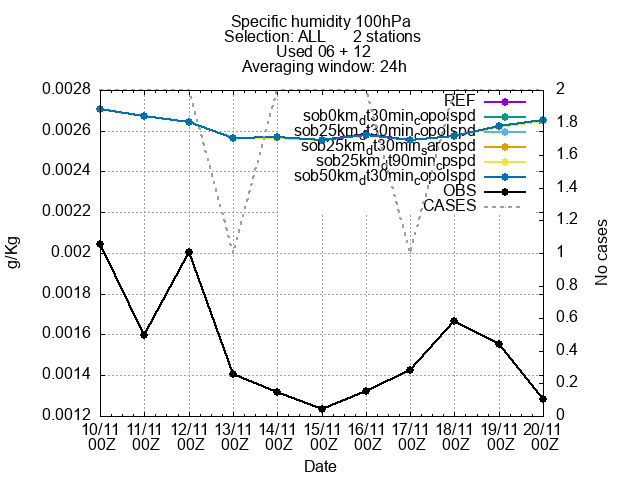 Specific humidity 100hPa
Selection: ALL 2 stations
Used 06 + 12
Averaging window: 24h
0.0028
0.0026
0.0024
0.0022
0.002
0.0018
0.0016
0.0014
0.0012
g/Kg
REF
sob0km_dt30min_copolspd
sob25km_dt30min_copolspd
sob25km_dt30min_sarospd
sob25km_dt90min_cpspd
sob50km_dt30min_copolspd
OBS
CASES
2
1.8
1.6
1.4
1.2
1
0.8
0.6
0.4
0.2
0
No cases
10/11 11/11 12/11 13/11 14/11 15/11 16/11 17/11 18/11 19/11 20/11
00Z 00Z 00Z 00Z 00Z 00Z 00Z 00Z 00Z 00Z 00Z
Date